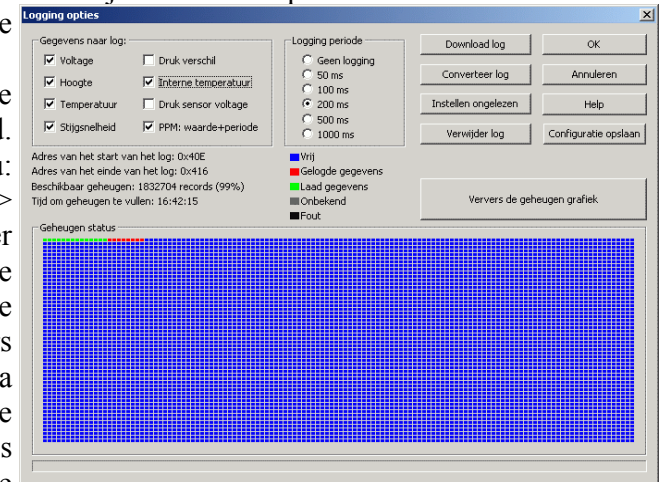 Logging opties
Gegevens naar log:
Voltage
Druk verschil
Hoogte
Interne temperatuur
Temperatuur
Druk sensor voltage
Stijgsnelheid
PPM: waarde+periode
Logging periode
Geen logging
50 ms
100 ms
200 ms
500 ms
1000 ms
Download log
OK
Converteer log
Annuleren
Instellen ongelezen
Help
Verwijder log
Configuratie opslaan
Adres van het start van het log: 0x40E
Adres van het einde van het log: 0x416
Beschikbaar geheugen: 1832704 records (99%)
Tijd om geheugen te vullen: 16:42:15
Vrij
Gelogde gegevens
Laad gegevens
Onbekend
Fout
Ververs de geheugen grafiek
Geheugen status